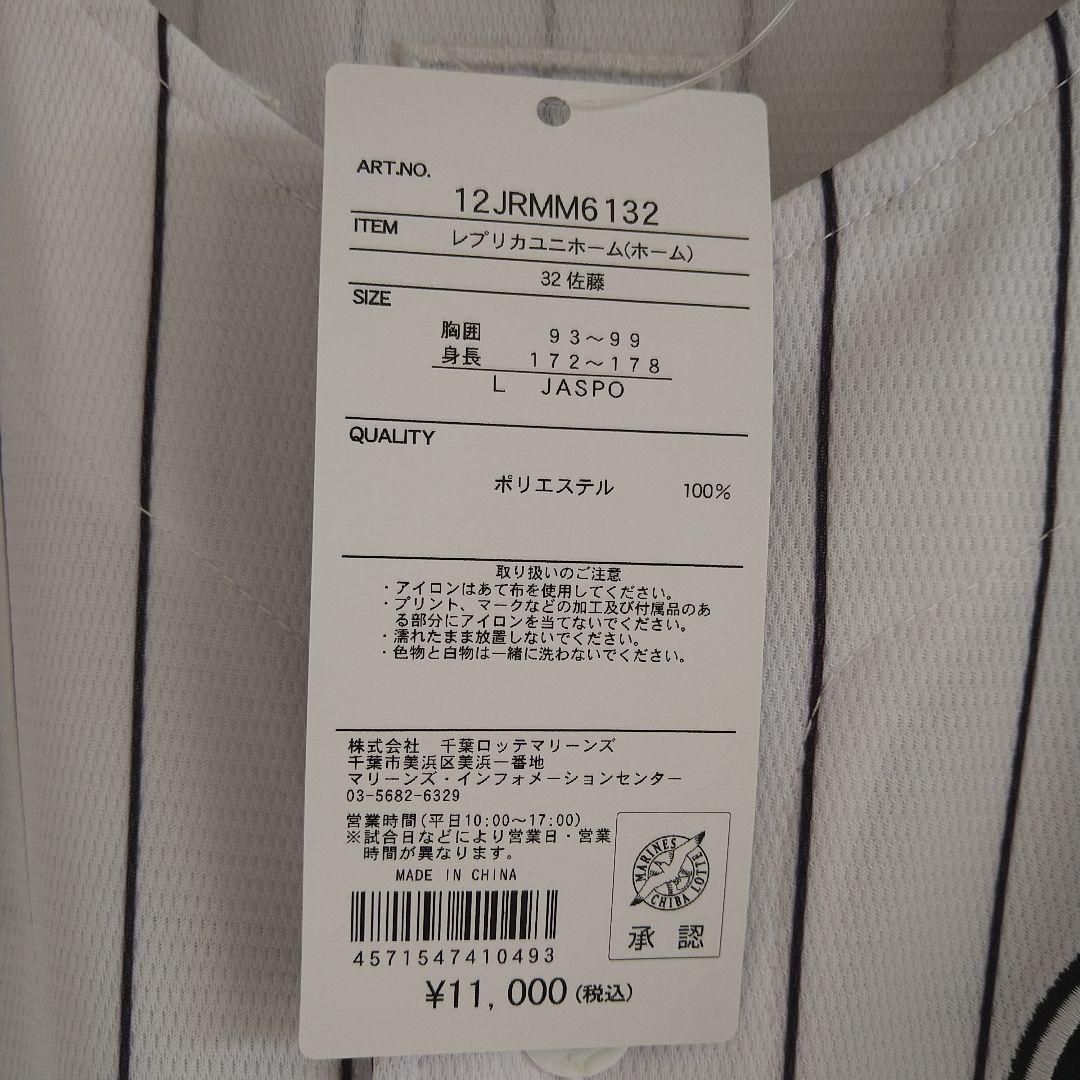 ART.NO.
12JRMM6132
ITEM
レプリカユニホーム(ホーム)
32 佐藤
SIZE
胸囲 93～99
身長 172～178
L JASPO
QUALITY
ポリエステル 100%
取り扱いのご注意
・アイロンはあて布を使用してください。
・プリント、マークなどの加工及び付属品のあ
る部分にアイロンを当てないでください。
・濡れたまま放置しないでください。
・色物と白物は一緒に洗わないでください。
株式会社 千葉ロッテマリーンズ
千葉市美浜区美浜一番地
マリーンズ・インフォメーションセンター
03-5682-6329
営業時間(平日10:00～17:00)
※試合日などにより営業日・営業
時間が異なります。
MADE IN CHINA
4571547410493
¥11,000(税込)
MARINES
CHIBA LOTTE
承認